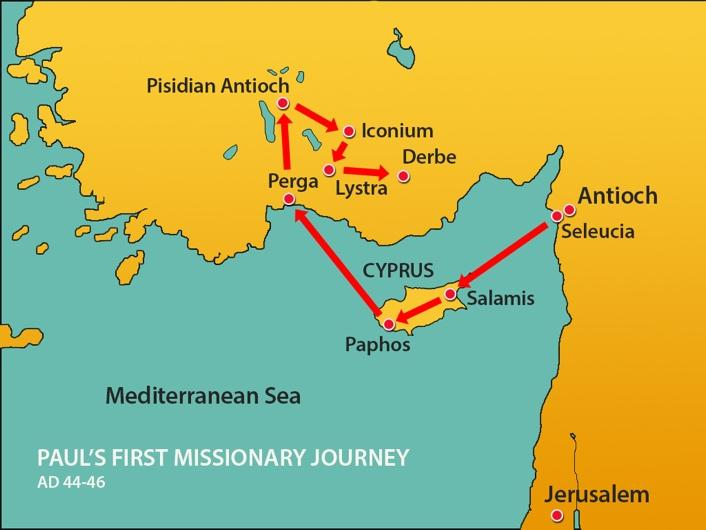 Pisidian Antioch
Iconium
Derbe
Perga
Lystra
Antioch
Seleucia
CYPRUS
Salamis
Paphos
Mediterranean Sea
PAUL'S FIRST MISSIONARY JOURNEY
AD 44-46
Jerusalem